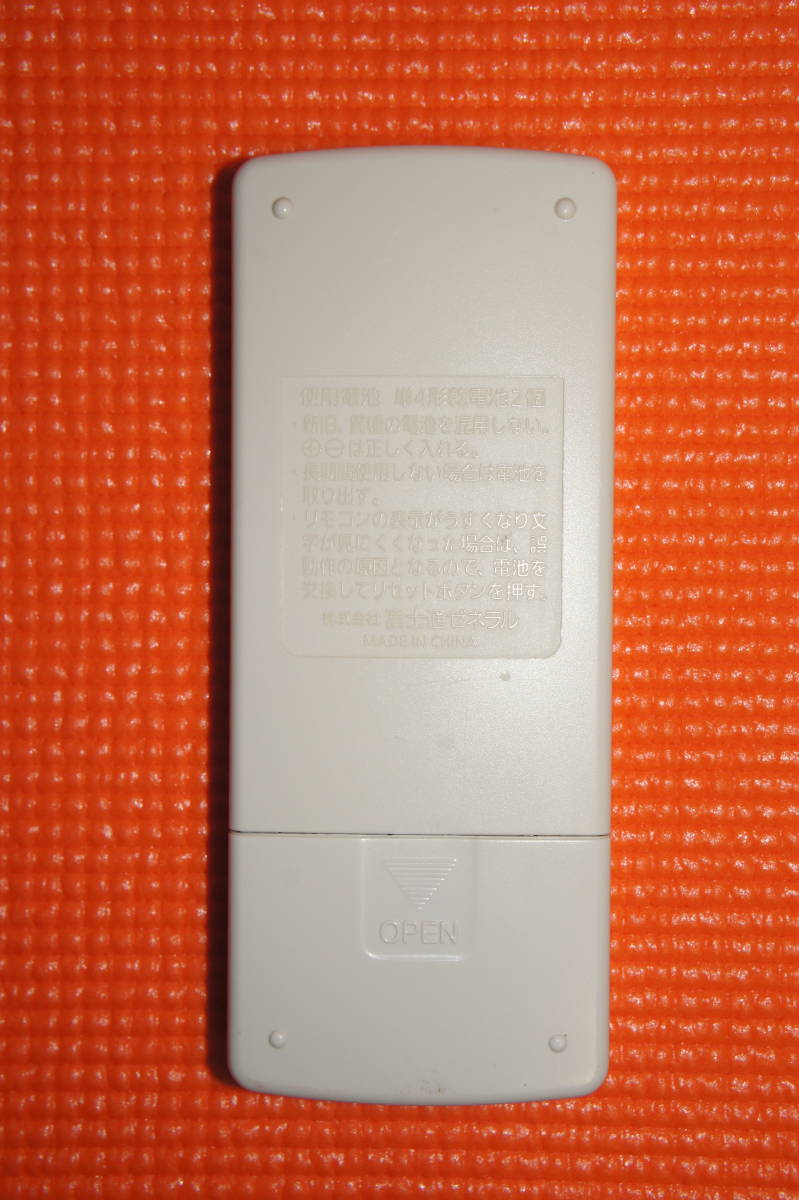 使用電池 単4形乾電池2個
・新旧、異種の電池を混用しない。
⊕⊖は正しく入れる。
・長期間使用しない場合は電池を
取り出す。
・リモコンの表示がうすくなり文
字が見にくくなった場合は、誤
動作の原因となるので、電池を
交換してリセットボタンを押す。
株式会社 富士通ゼネラル
MADE IN CHINA
OPEN